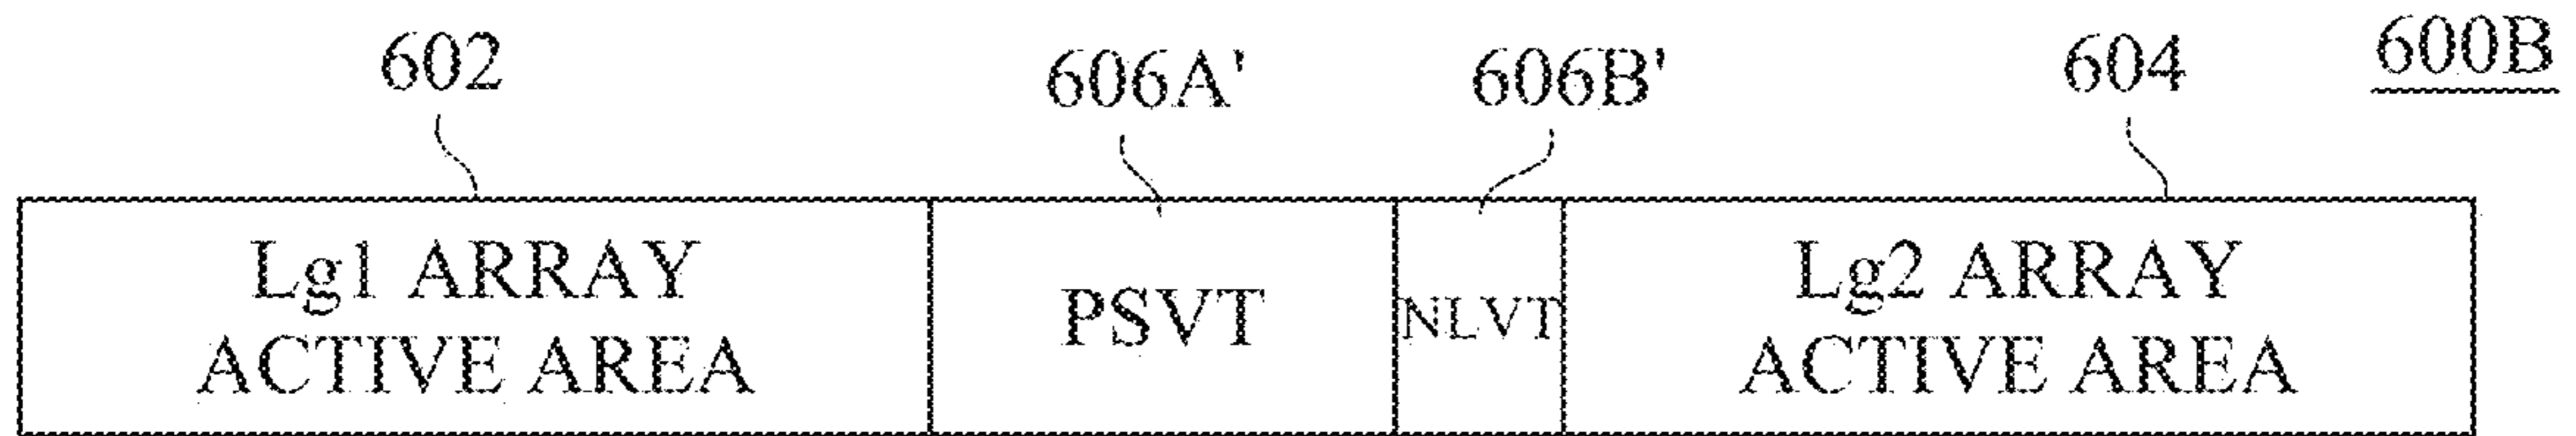 602 606A' 606B' 604 600B
Lg1 ARRAY ACTIVE AREA
PSVT
NLVT
Lg2 ARRAY ACTIVE AREA